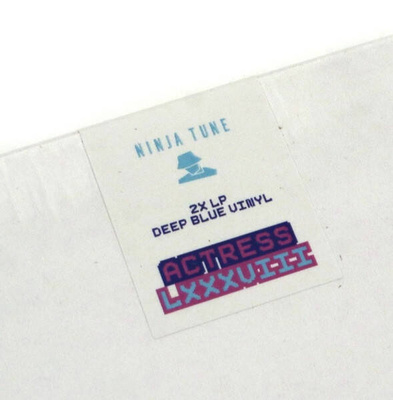 NINJA TUNE
2X LP
DEEP BLUE VINYL
ACTRESS
LXXXVIII